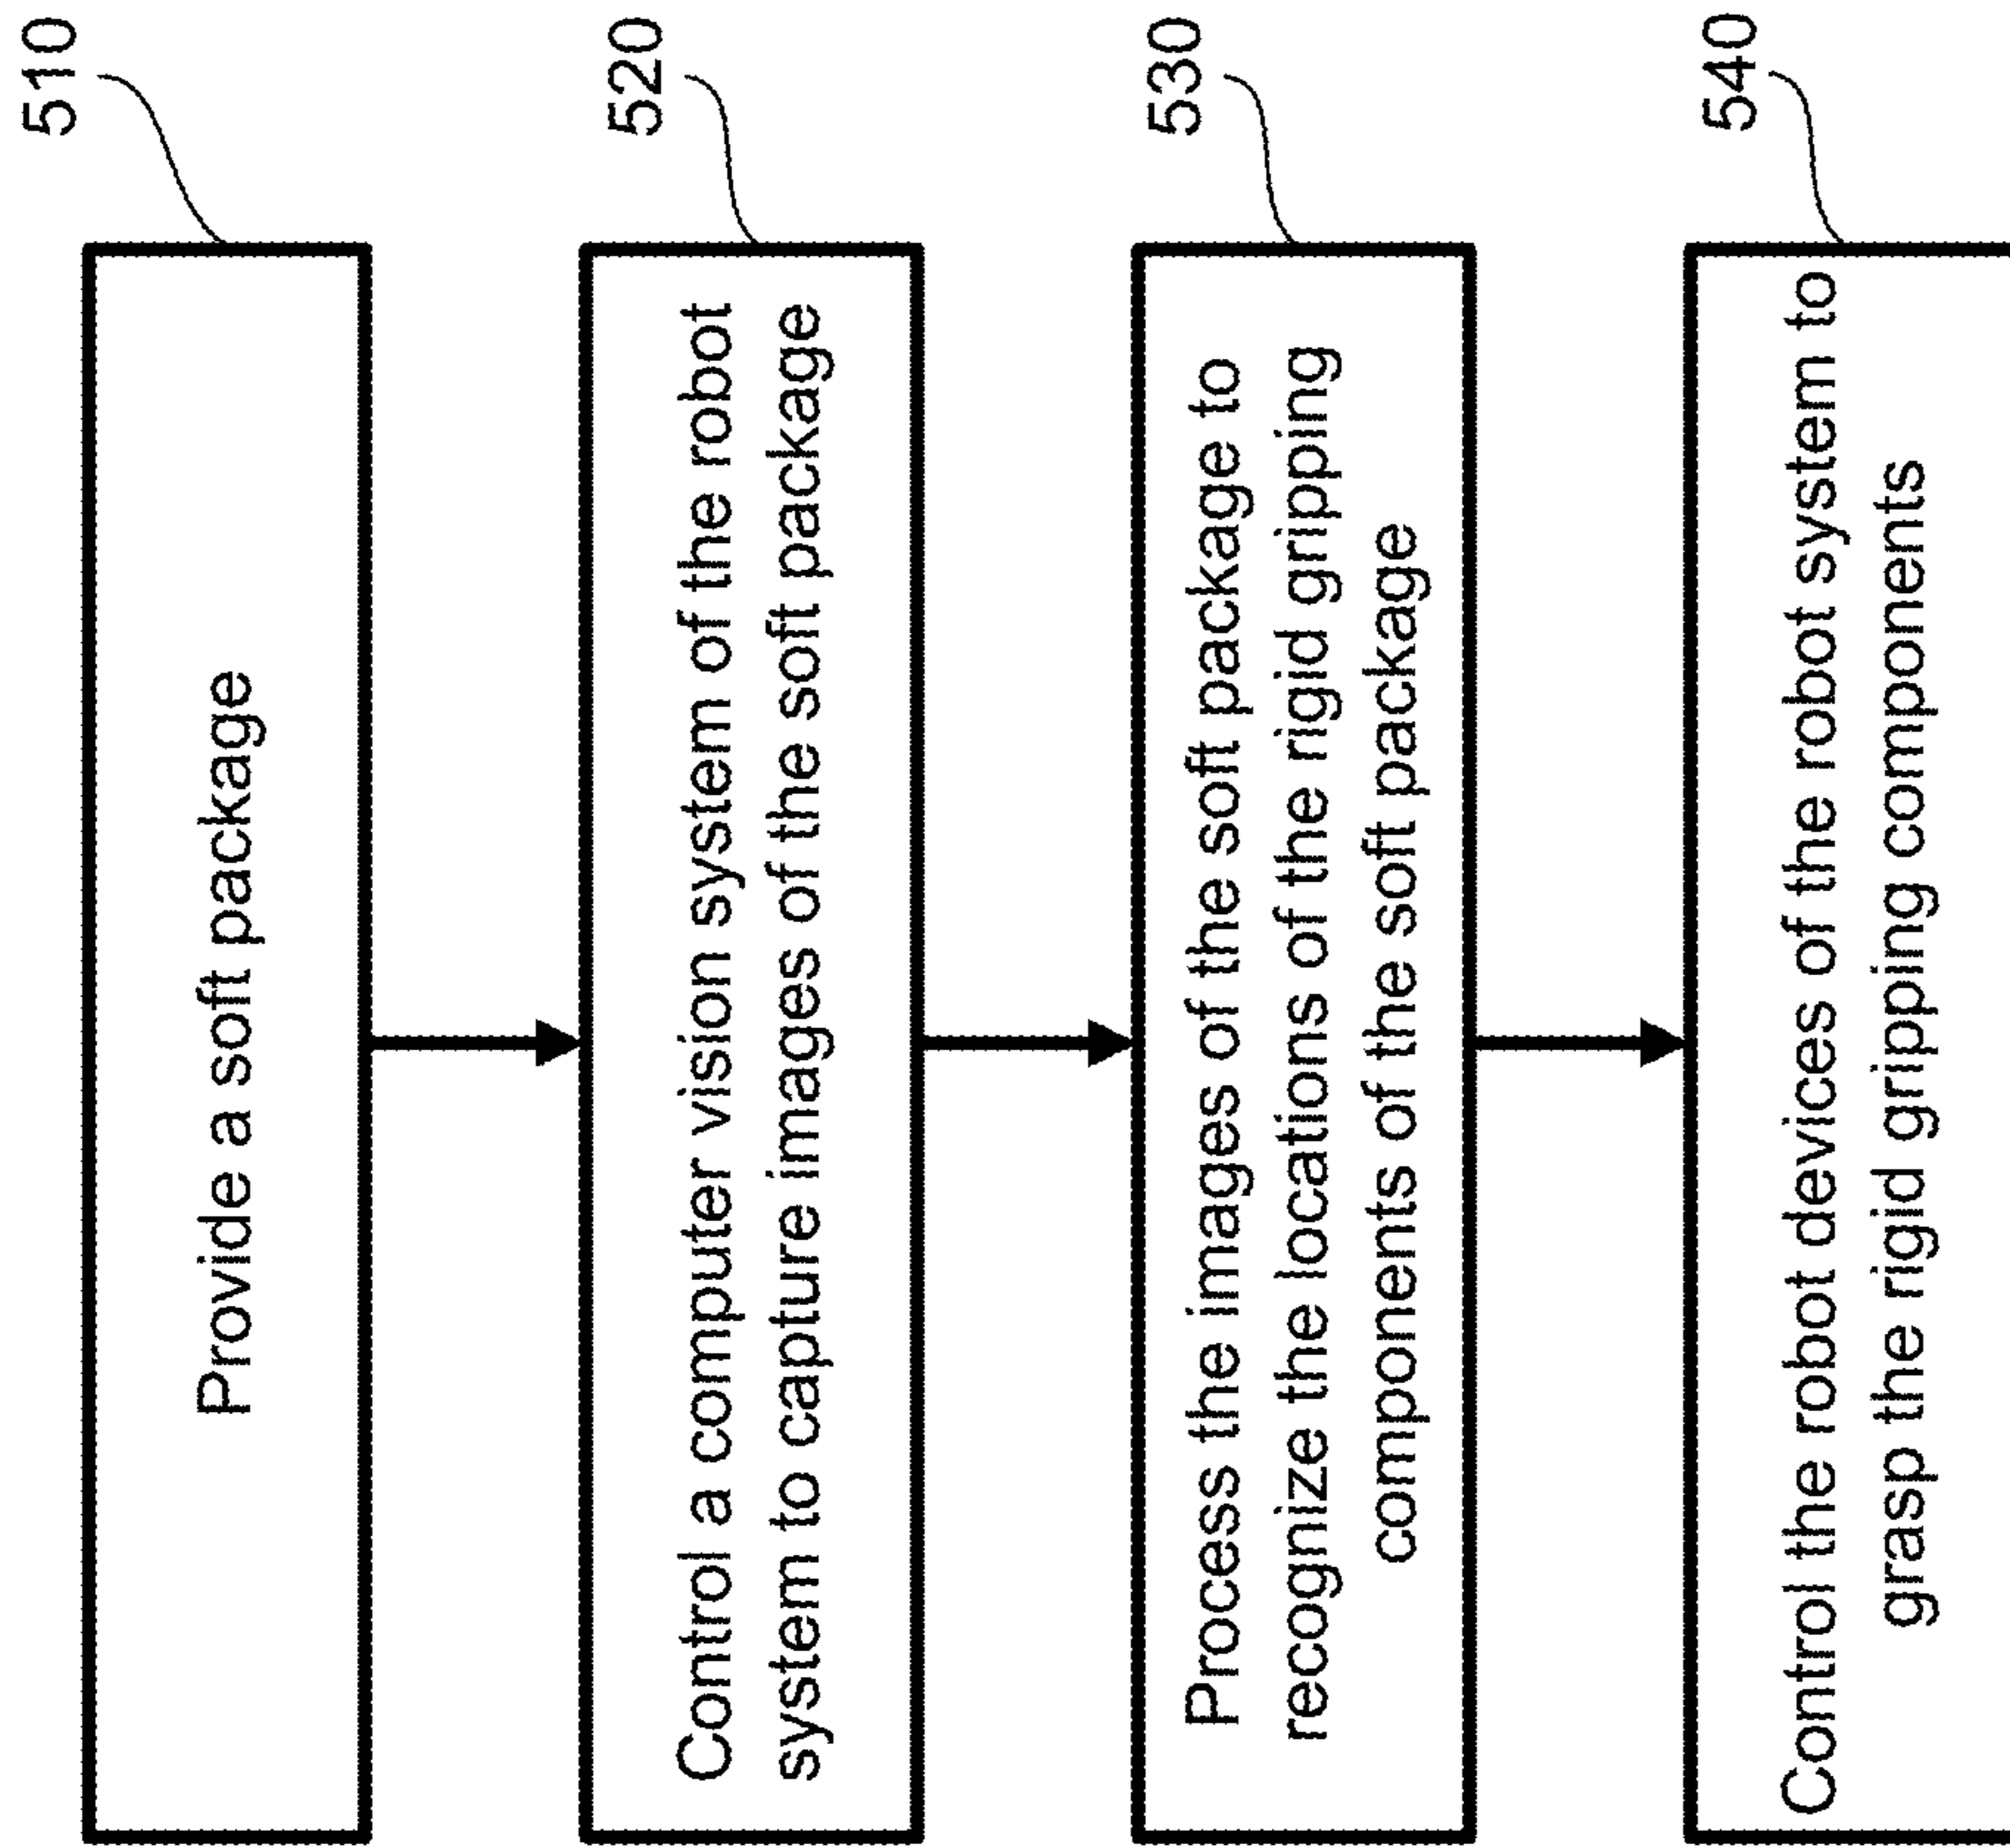 510
Provide a soft package
520
Control a computer vision system of the robot
system to capture images of the soft package
530
Process the images of the soft package to
recognize the locations of the rigid gripping
components of the soft package
540
Control the robot devices of the robot system to
grasp the rigid gripping components